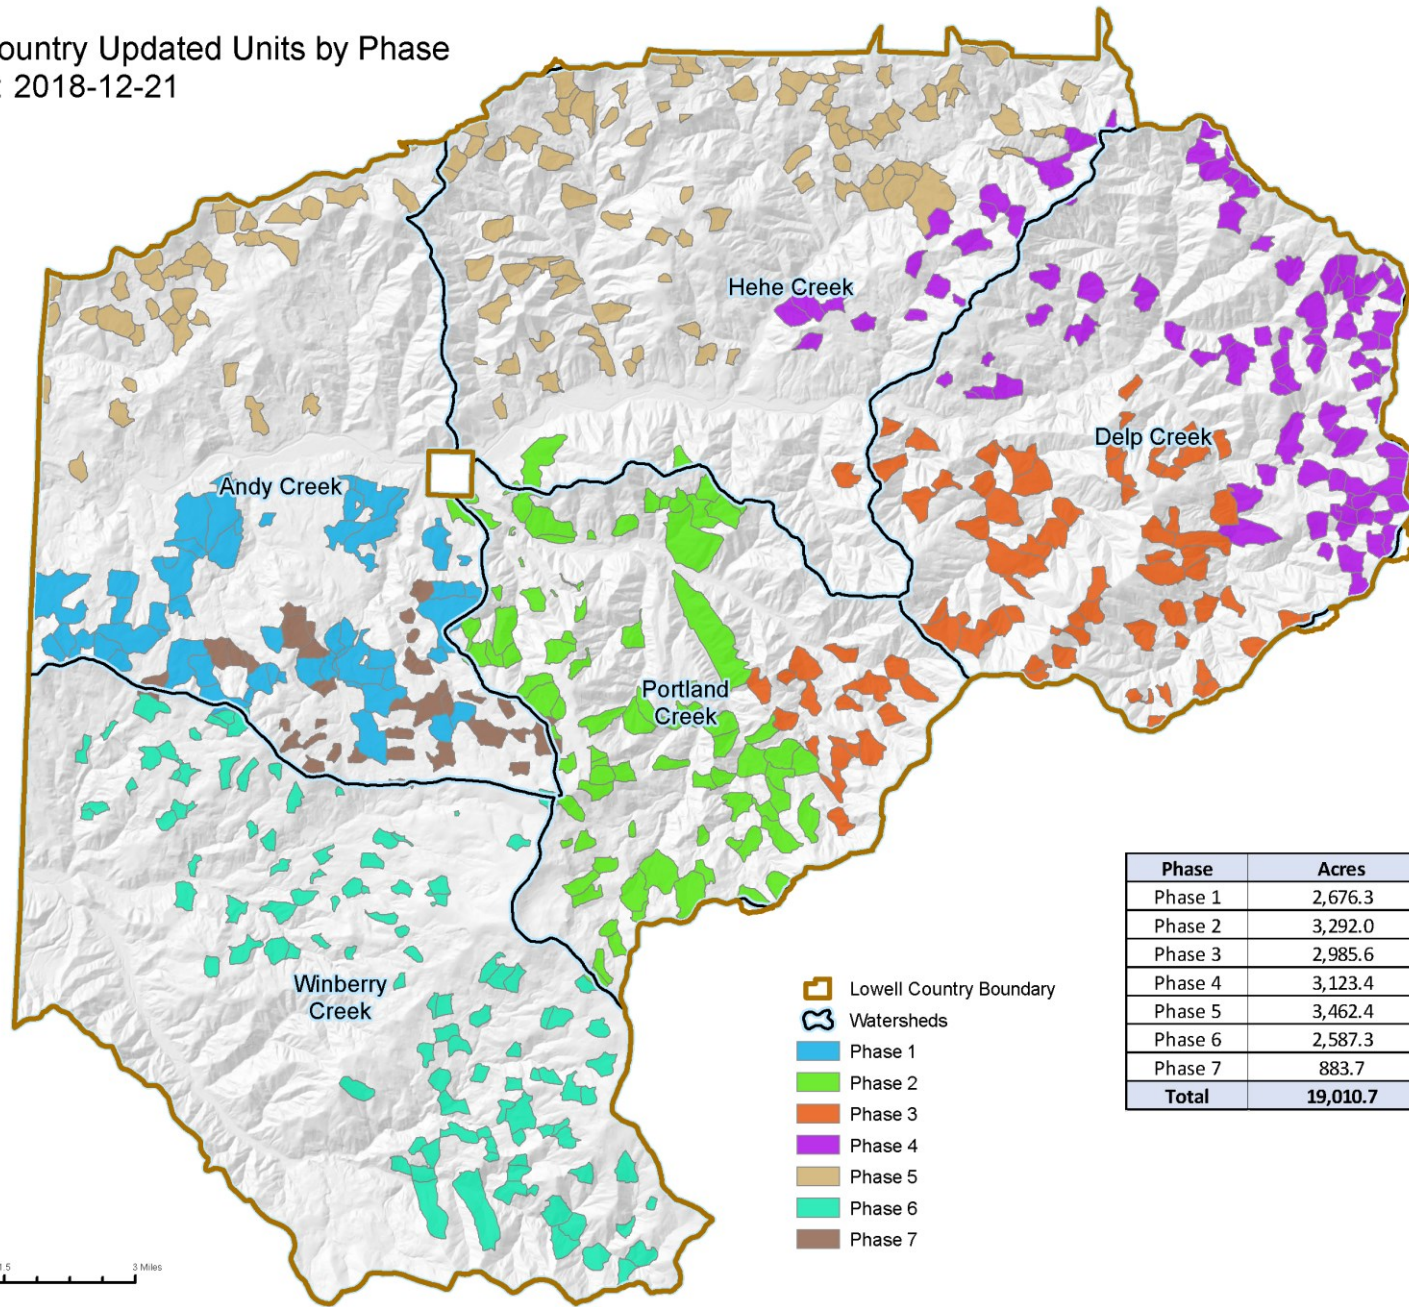 ountry Updated Units by Phase
: 2018-12-21
Hehe Creek
Delp Creek
Andy Creek
Portland
Creek
Winberry
Creek
Lowell Country Boundary
Watersheds
Phase 1
Phase 2
Phase 3
Phase 4
Phase 5
Phase 6
Phase 7
Phase Acres
Phase 1 2,676.3
Phase 2 3,292.0
Phase 3 2,985.6
Phase 4 3,123.4
Phase 5 3,462.4
Phase 6 2,587.3
Phase 7 883.7
Total 19,010.7
1.5 3 Miles